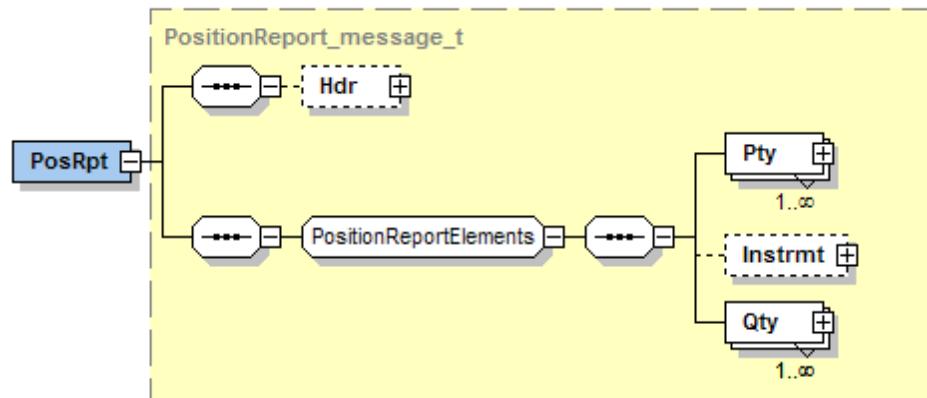 PositionReport_message_t
Hdr
PosRpt
Pty
1..∞
PositionReportElements
Instrmt
Qty
1..∞